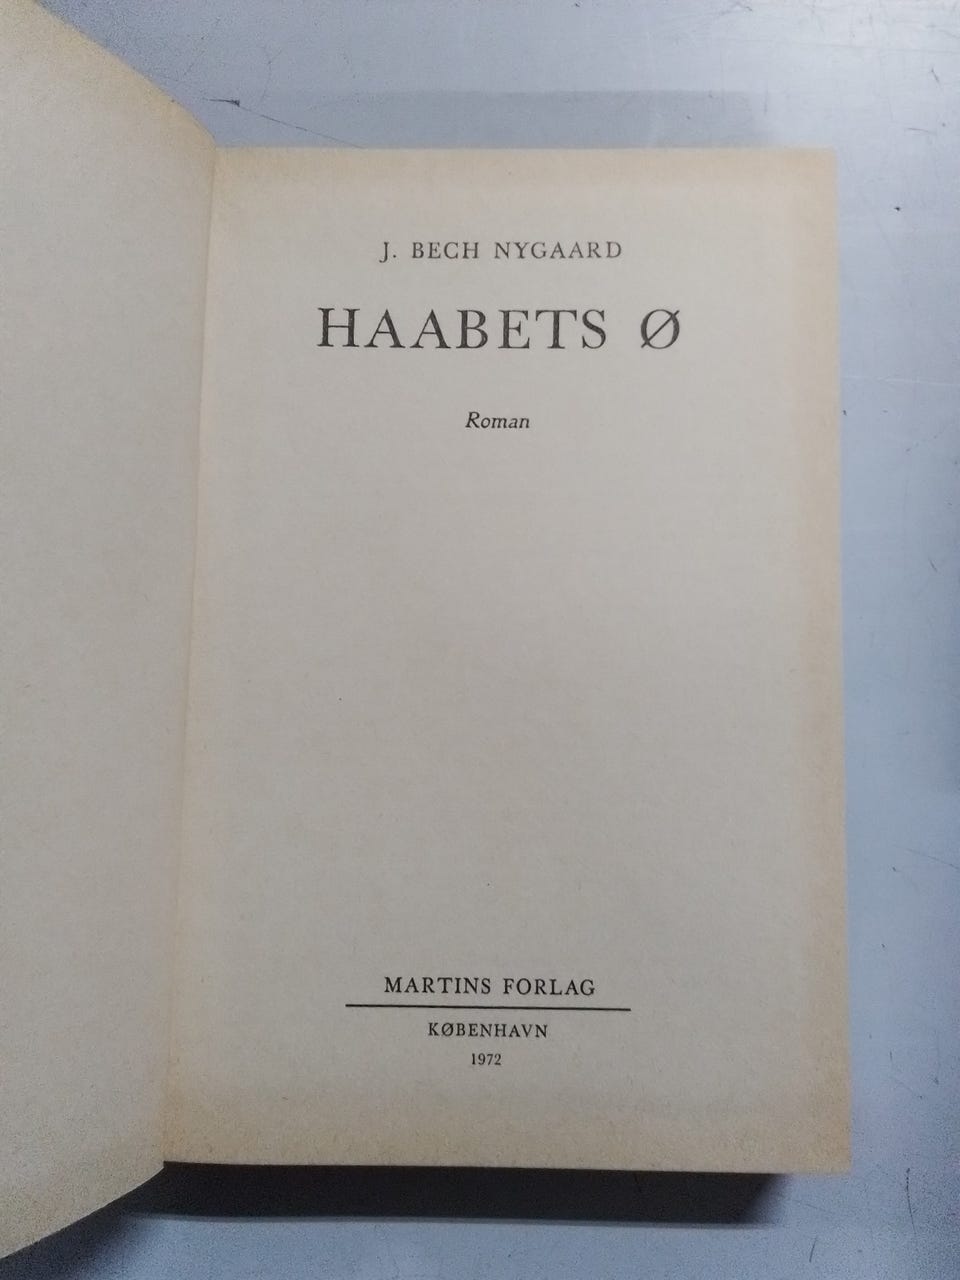 J. BECH NYGAARD
HAABETS Ø
Roman
MARTINS FORLAG
KØBENHAVN
1972